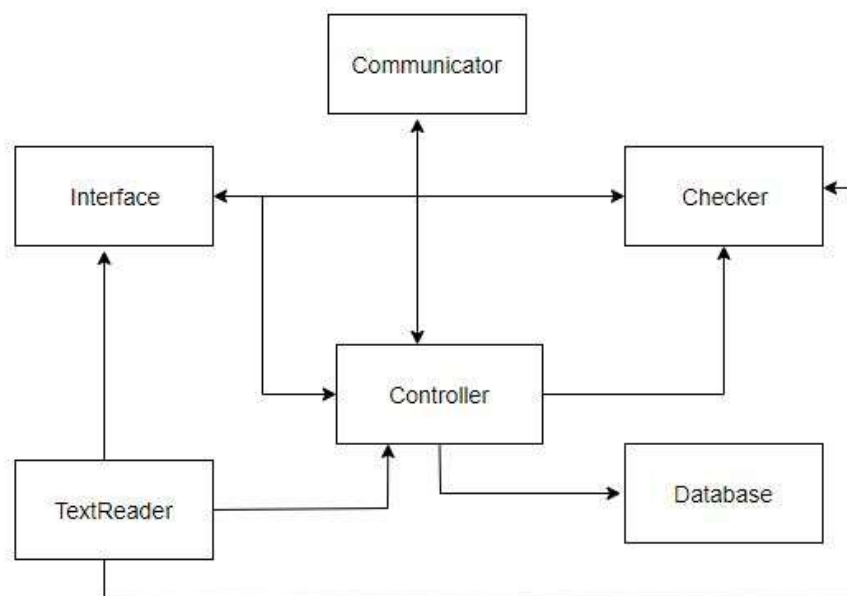 Communicator
Interface
Checker
Controller
TextReader
Database